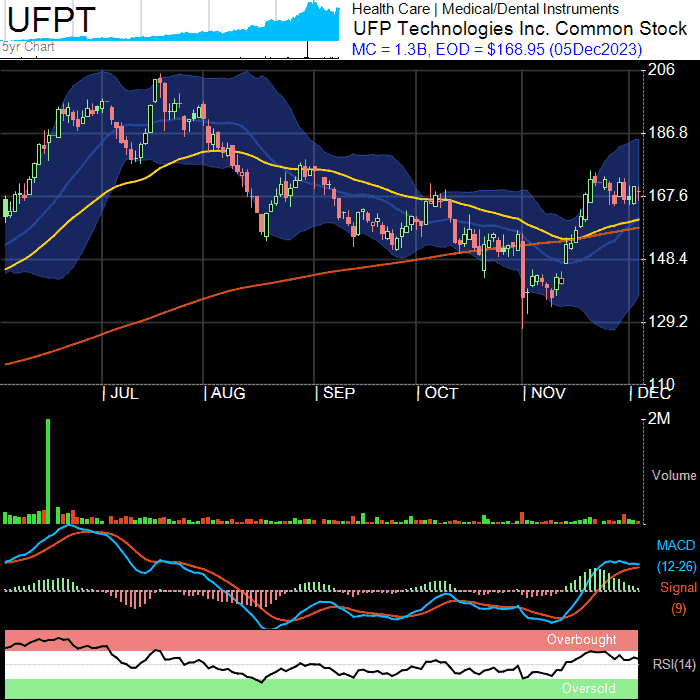 UFPT
5yr Chart
Health Care | Medical/Dental Instruments
UFP Technologies Inc. Common Stock
MC = 1.3B, EOD = $168.95 (05Dec2023)
206
186.8
167.6
148.4
129.2
110
JUL
AUG
SEP
OCT
NOV
DEC
2M
Volume
MACD
(12-26)
Signal
(9)
Overbought
RSI(14)
Oversold